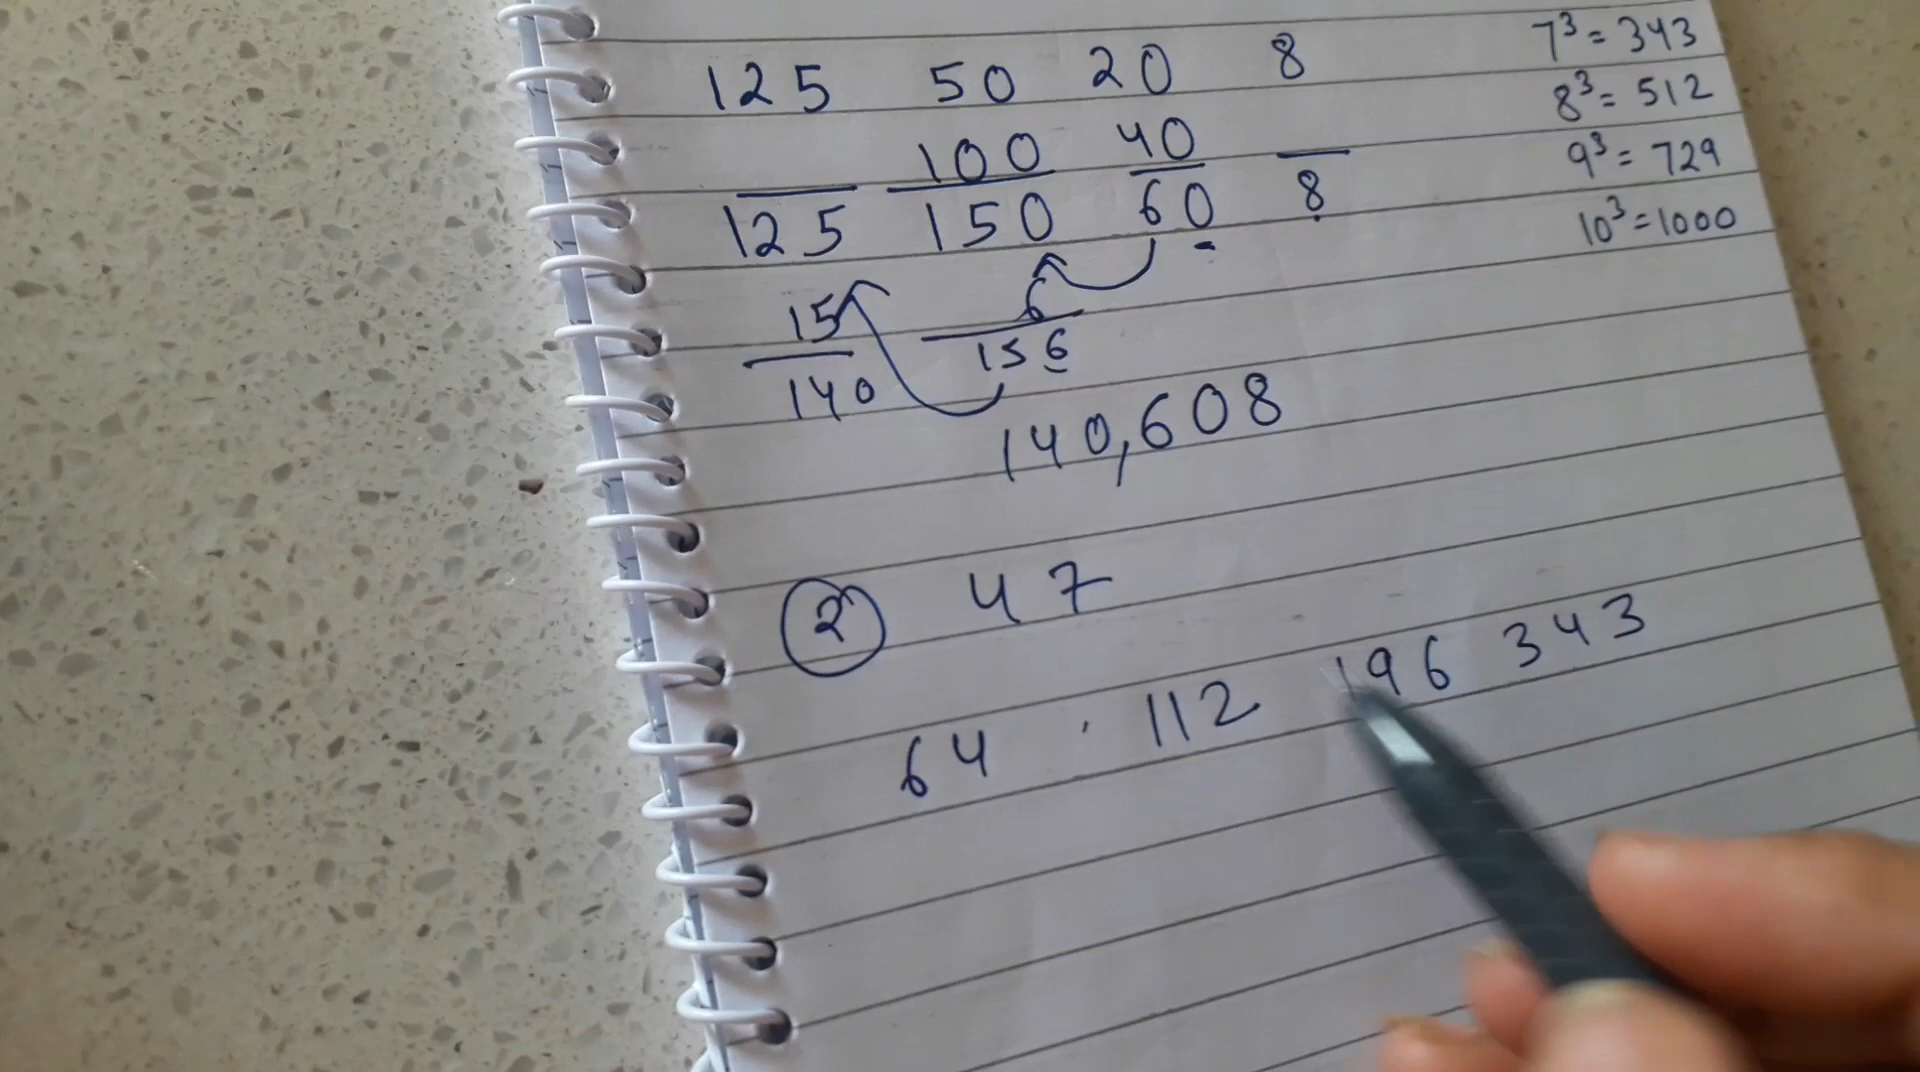 125 50 20 8
100 40
125 150 60 8
15 6
140 156
140,608
2 47
64 112 196 343
7³ = 343
8³ = 512
9³ = 729
10³ = 1000